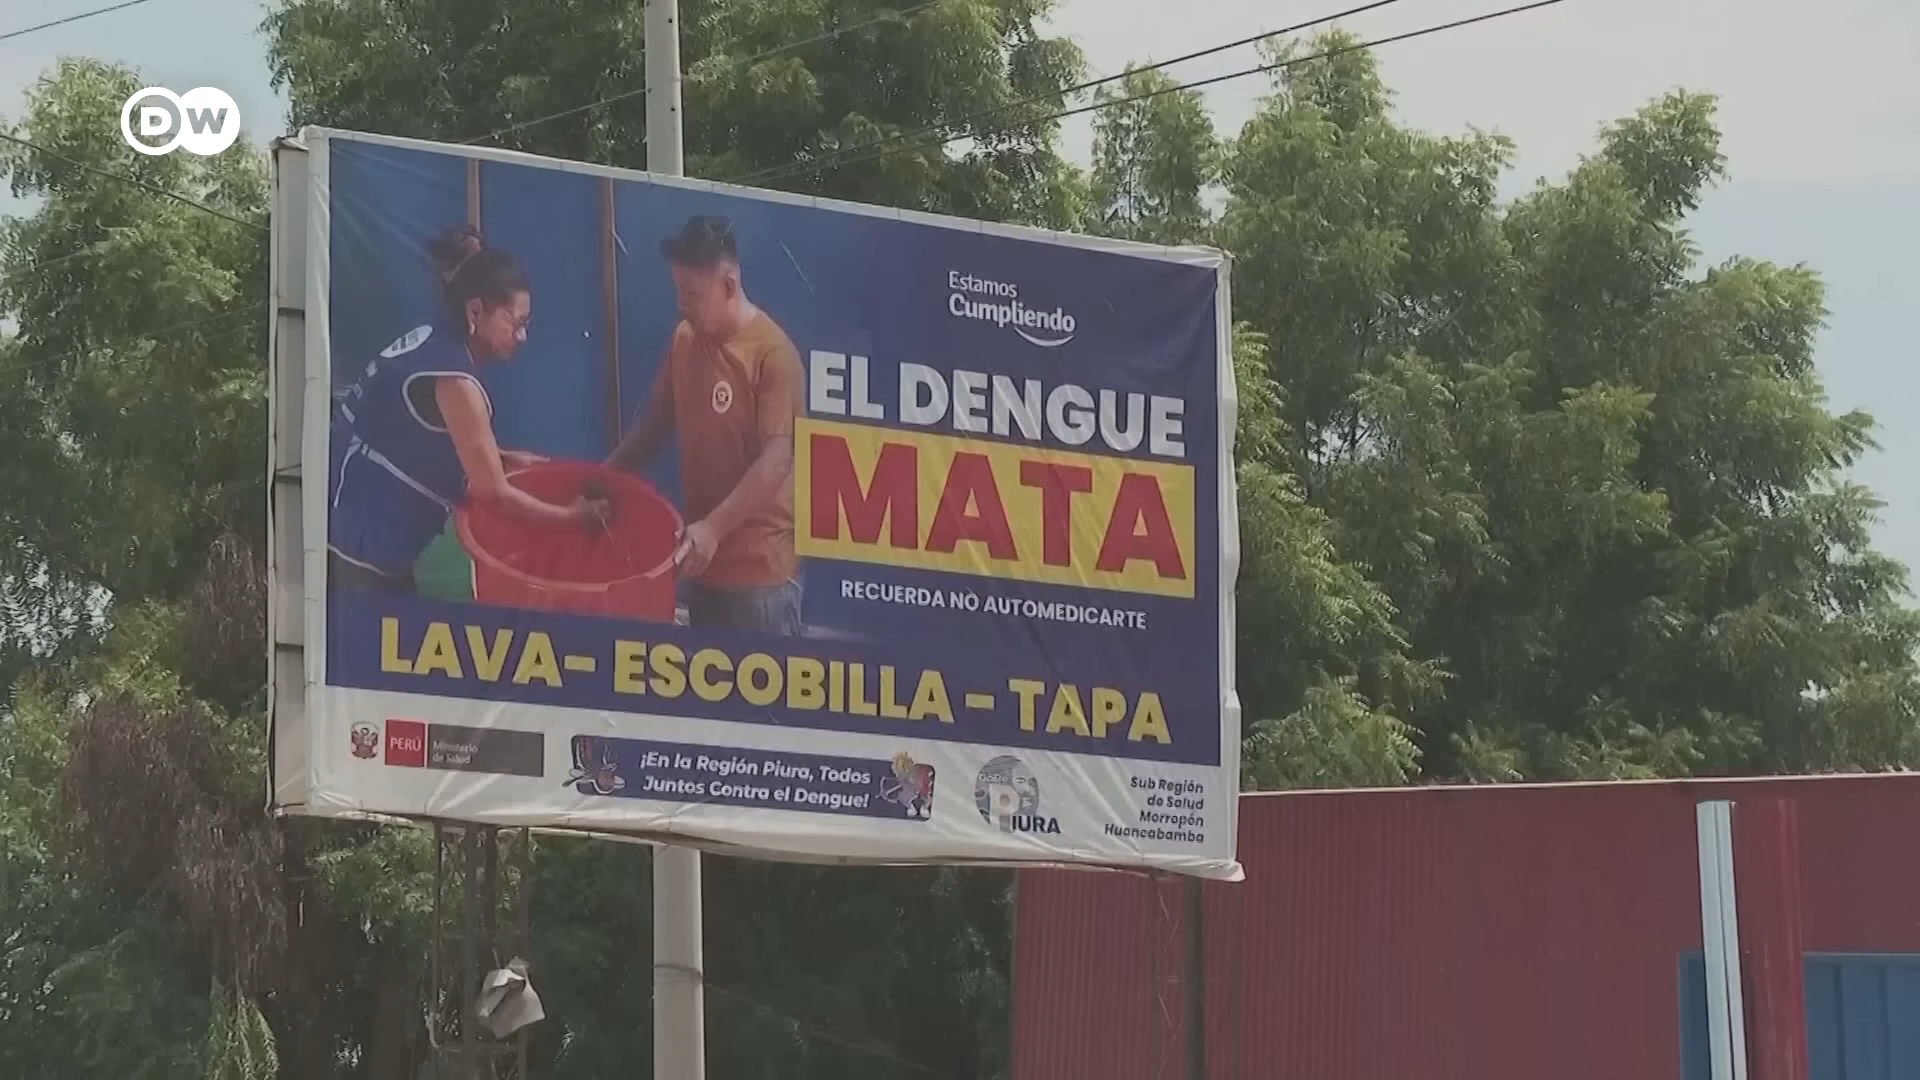 DW
Estamos
Cumpliendo
EL DENGUE
MATA
RECUERDA NO AUTOMEDICARTE
LAVA- ESCOBILLA - TAPA
PERÚ
Ministerio
de Salud
¡En la Región Piura, Todos
Juntos Contra el Dengue!
GORE
PIURA
Sub Región
de Salud
Morropón
Huancabamba